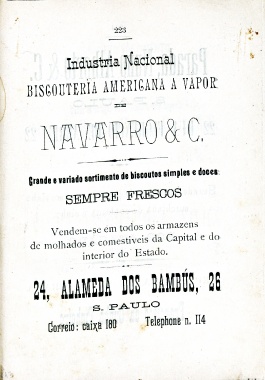 223
Industria Nacional
BISCOUTERIA AMERICANA A VAPOR
DE
NAVARRO & C.
Grande e variado sortimento de biscoutos simples e doces
SEMPRE FRESCOS
Vendem-se em todos os armazens
de molhados e comestiveis da Capital e do
interior do Estado.
24, ALAMEDA DOS BAMBÚS, 26
S. PAULO
Correio: caixa 180 Telephone n. 114